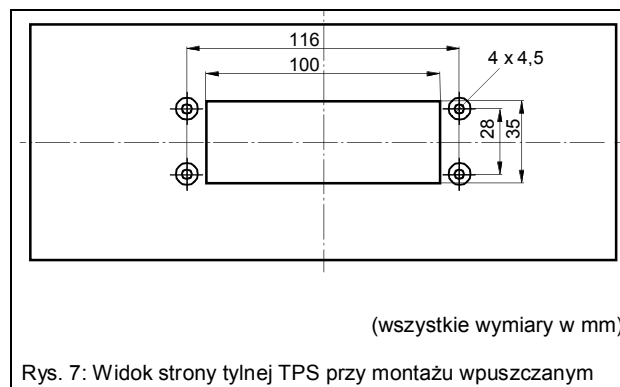 116
100
4 x 4,5
28
35
(wszystkie wymiary w mm)
Rys. 7: Widok strony tylnej TPS przy montażu wpuszczanym